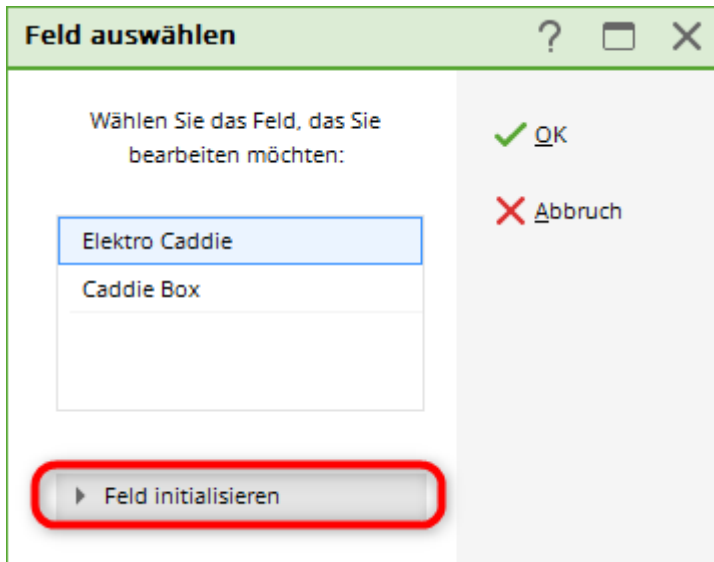 Feld auswählen
Wählen Sie das Feld, das Sie
bearbeiten möchten:
OK
Abbruch
Elektro Caddie
Caddie Box
Feld initialisieren